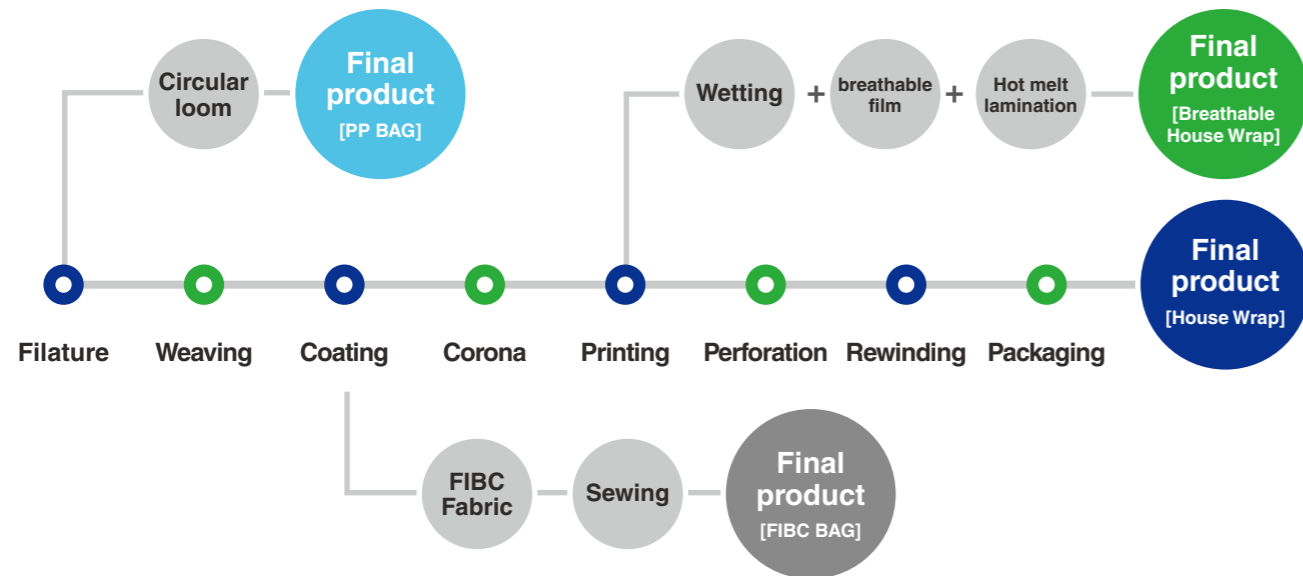 Circular
loom
Final
product
[PP BAG]
Wetting
+
breathable
film
+
Hot melt
lamination
Final
product
[Breathable
House Wrap]
Final
product
[House Wrap]
Filature
Weaving
Coating
Corona
Printing
Perforation
Rewinding
Packaging
FIBC
Fabric
Sewing
Final
product
[FIBC BAG]